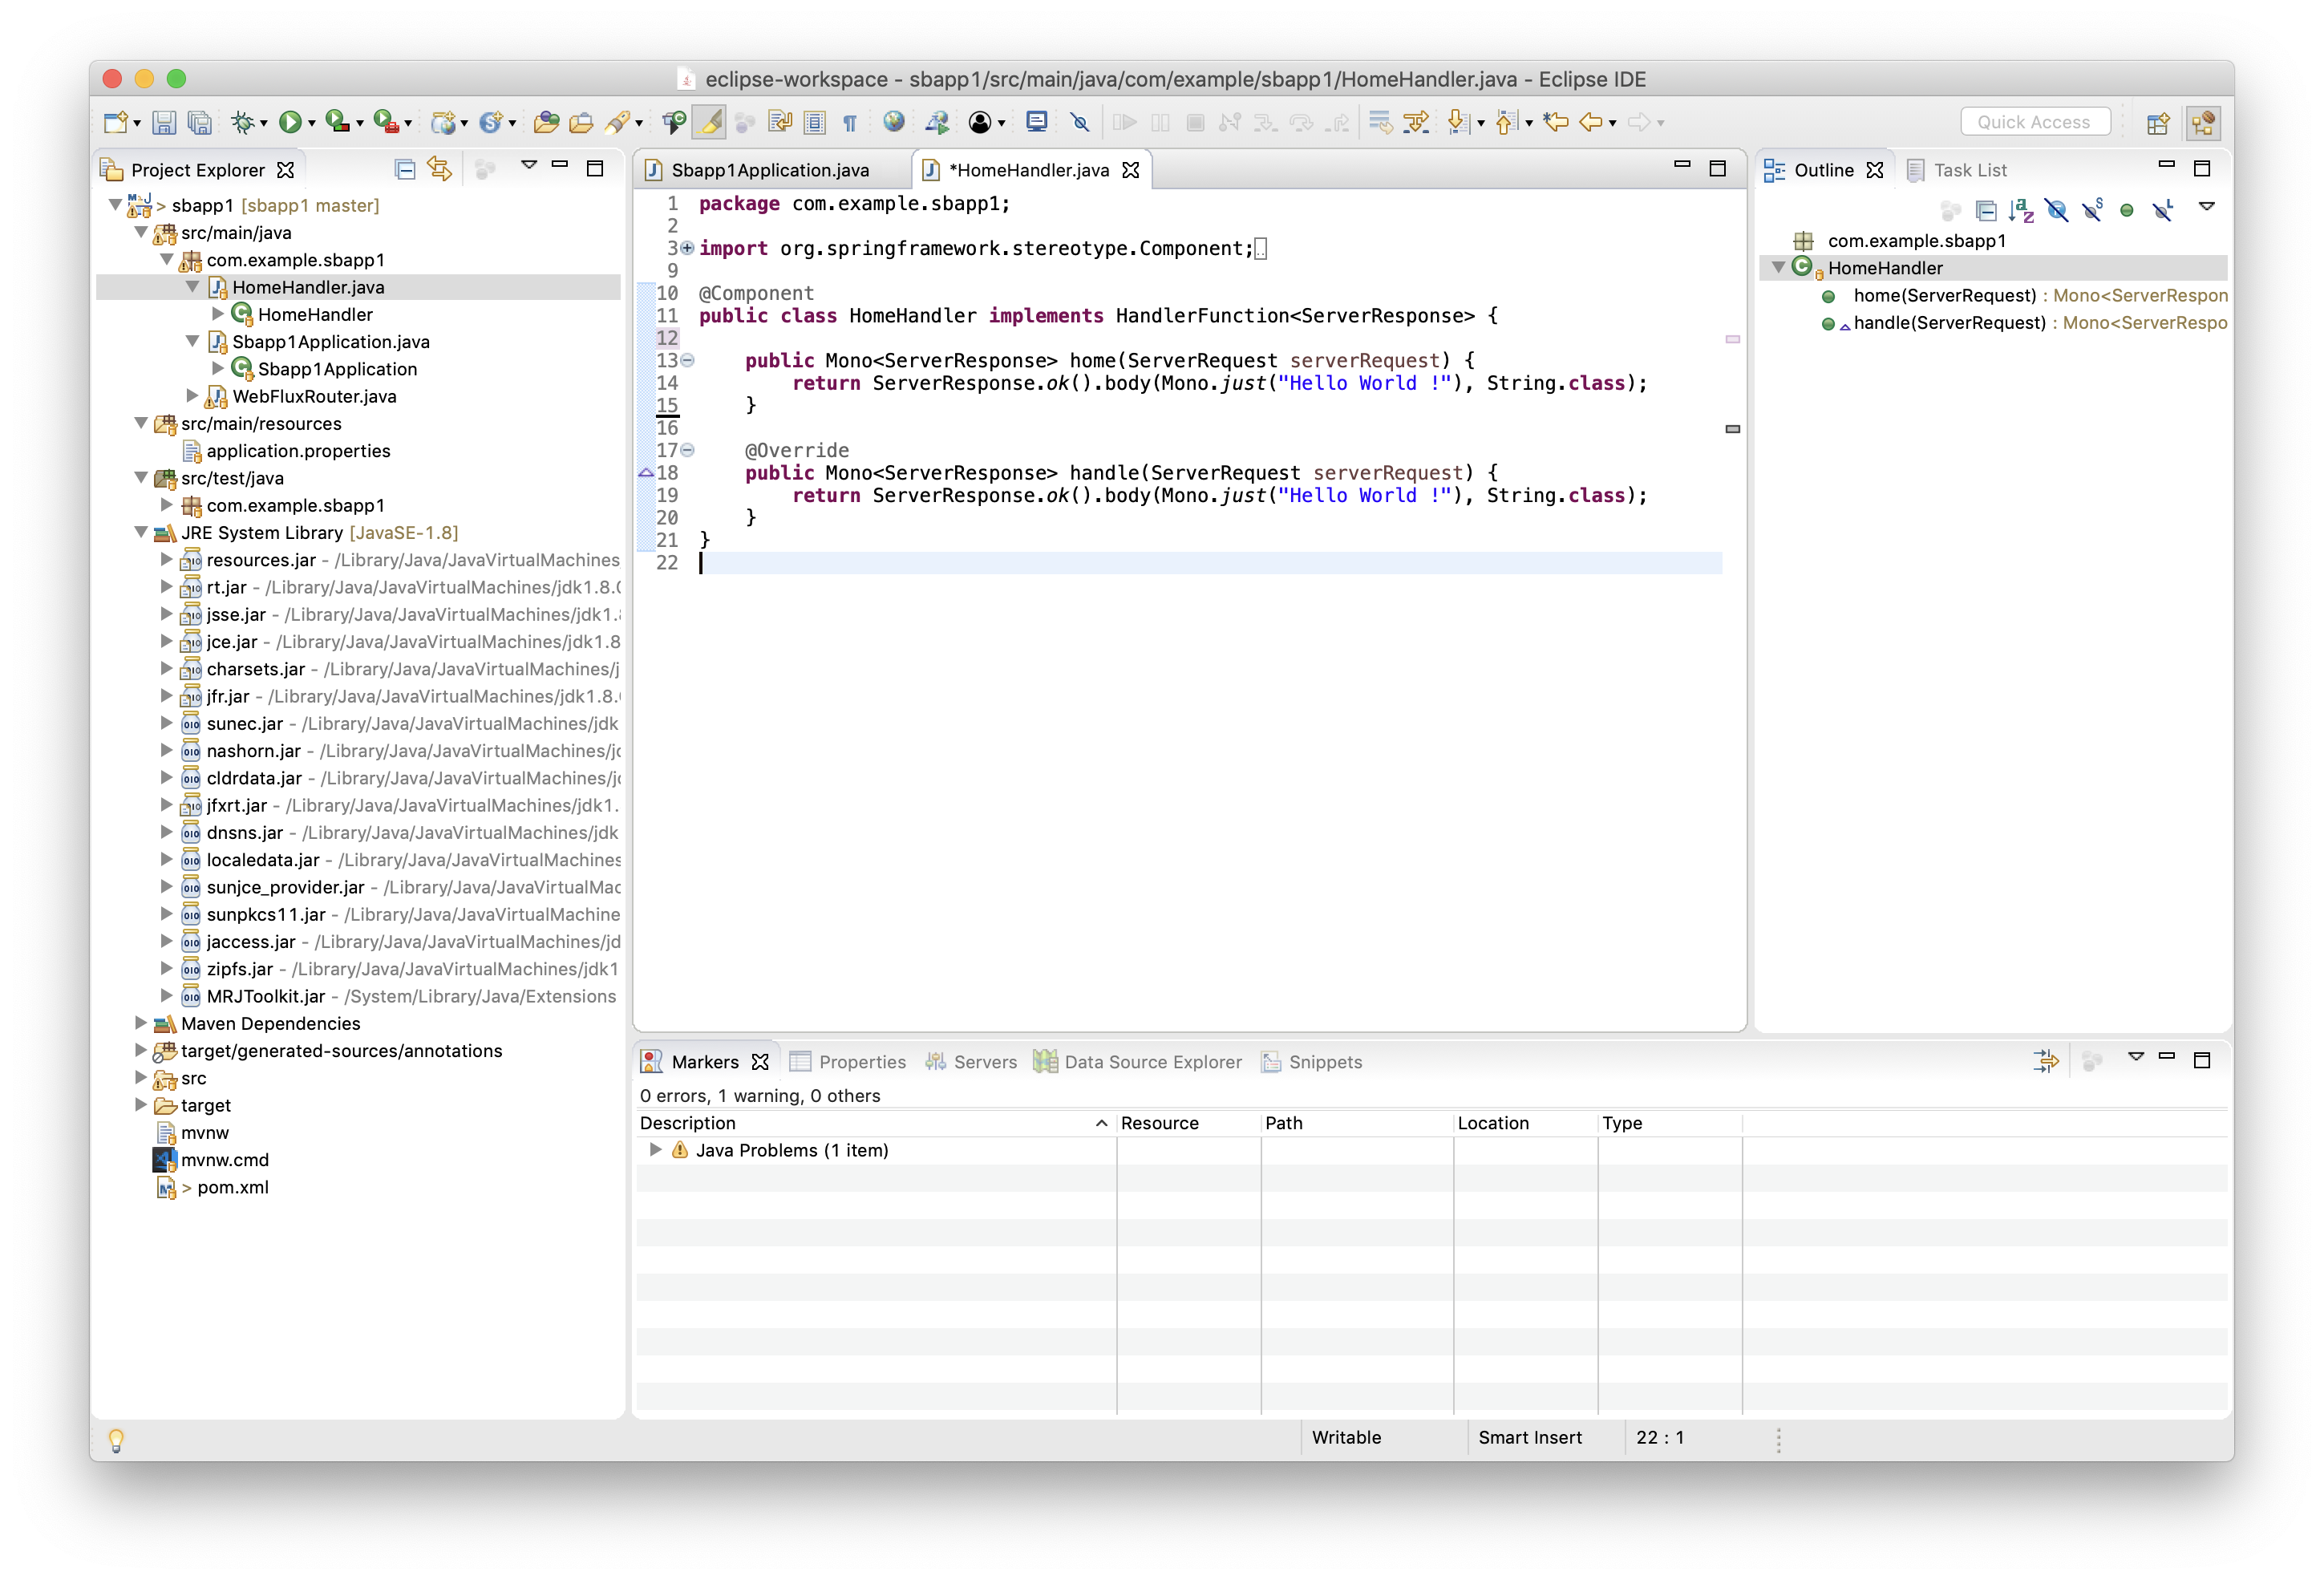 eclipse-workspace - sbapp1/src/main/java/com/example/sbapp1/HomeHandler.java - Eclipse IDE
Quick Access
Project Explorer
> sbapp1 [sbapp1 master]
src/main/java
com.example.sbapp1
HomeHandler.java
HomeHandler
Sbapp1Application.java
Sbapp1Application
WebFluxRouter.java
src/main/resources
application.properties
src/test/java
com.example.sbapp1
JRE System Library [JavaSE-1.8]
resources.jar - /Library/Java/JavaVirtualMachines
rt.jar - /Library/Java/JavaVirtualMachines/jdk1.8.0
jsse.jar - /Library/Java/JavaVirtualMachines/jdk1.8
jce.jar - /Library/Java/JavaVirtualMachines/jdk1.8
charsets.jar - /Library/Java/JavaVirtualMachines/j
jfr.jar - /Library/Java/JavaVirtualMachines/jdk1.8.
sunec.jar - /Library/Java/JavaVirtualMachines/jdk
nashorn.jar - /Library/Java/JavaVirtualMachines/jd
cldrdata.jar - /Library/Java/JavaVirtualMachines/jd
jfxrt.jar - /Library/Java/JavaVirtualMachines/jdk1.
dnsns.jar - /Library/Java/JavaVirtualMachines/jdk
localedata.jar - /Library/Java/JavaVirtualMachines
sunjce_provider.jar - /Library/Java/JavaVirtualMac
sunpkcs11.jar - /Library/Java/JavaVirtualMachine
jaccess.jar - /Library/Java/JavaVirtualMachines/jd
zipfs.jar - /Library/Java/JavaVirtualMachines/jdk1
MRJToolkit.jar - /System/Library/Java/Extensions
Maven Dependencies
target/generated-sources/annotations
src
target
mvnw
mvnw.cmd
> pom.xml
Sbapp1Application.java
*HomeHandler.java
1 package com.example.sbapp1;
2
3 import org.springframework.stereotype.Component;
9
10 @Component
11 public class HomeHandler implements HandlerFunction<ServerResponse> {
12
13 public Mono<ServerResponse> home(ServerRequest serverRequest) {
14 return ServerResponse.ok().body(Mono.just("Hello World !"), String.class);
15 }
16
17 @Override
18 public Mono<ServerResponse> handle(ServerRequest serverRequest) {
19 return ServerResponse.ok().body(Mono.just("Hello World !"), String.class);
20 }
21 }
22
Outline
Task List
com.example.sbapp1
HomeHandler
home(ServerRequest) : Mono<ServerRespon
handle(ServerRequest) : Mono<ServerRespo
Markers
Properties
Servers
Data Source Explorer
Snippets
0 errors, 1 warning, 0 others
Description Resource Path Location Type
Java Problems (1 item)
Writable
Smart Insert
22 : 1